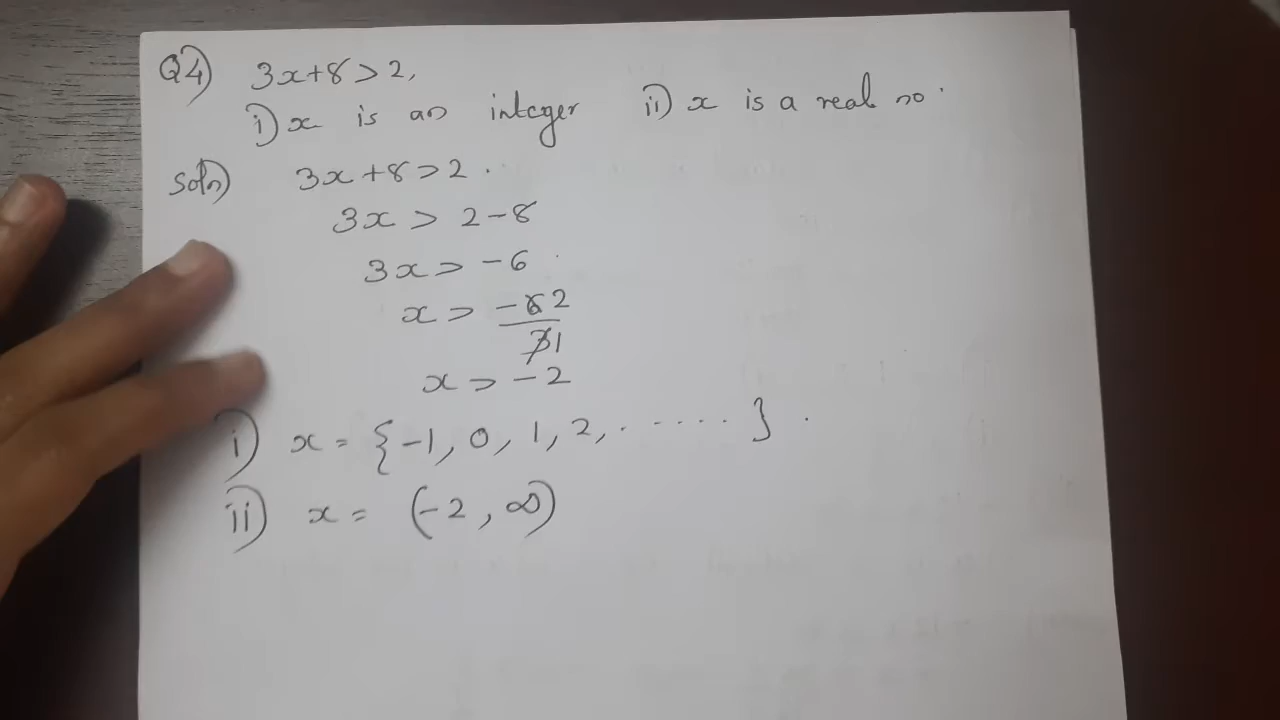 Q4) 3x+8>2,
i) x is an integer ii) x is a real no.
Soln) 3x+8>2.
3x > 2-8
3x > -6
x > -6 2 / 3 1
x > -2
i) x = {-1, 0, 1, 2, ......}.
ii) x = (-2, ∞)